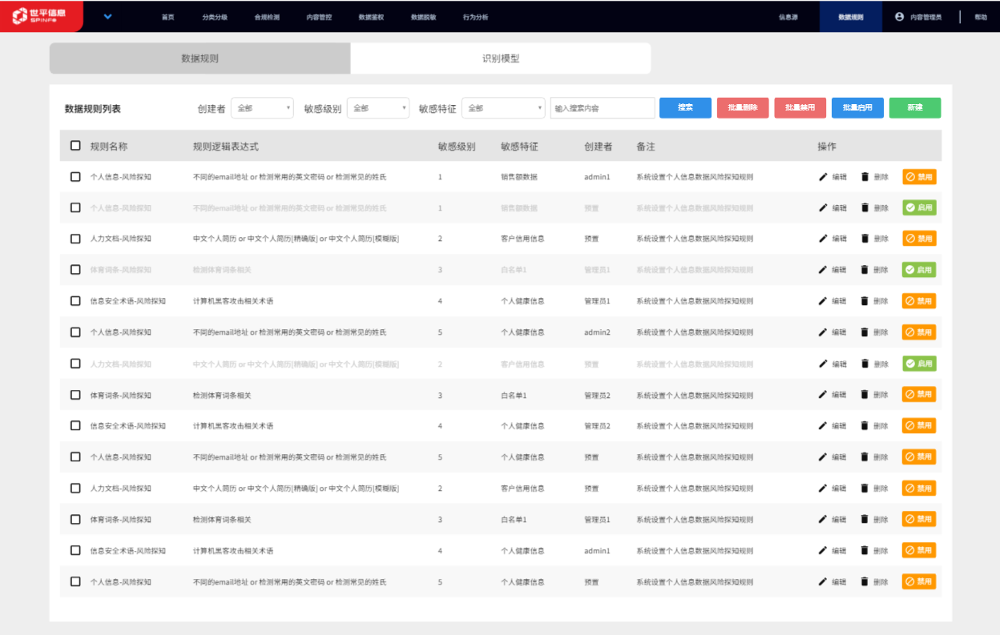 世平信息 SPINFO 首页 分类分级 合规检测 内容管控 数据鉴权 数据脱敏 行为分析 信息源 数据规则 内容管理员 帮助
数据规则 识别模型
数据规则列表 创建者 全部 敏感级别 全部 敏感特征 全部 输入搜索内容 搜索 批量删除 批量禁用 批量启用 新建
规则名称 规则逻辑表达式 敏感级别 敏感特征 创建者 备注 操作
个人信息-风险探知 不同的email地址 or 检测常用的英文密码 or 检测常见的姓氏 1 销售额数据 admin1 系统设置个人信息数据风险探知规则 编辑 删除 禁用
个人信息-风险探知 不同的email地址 or 检测常用的英文密码 or 检测常见的姓氏 1 销售额数据 预置 系统设置个人信息数据风险探知规则 编辑 删除 启用
人力文档-风险探知 中文个人简历 or 中文个人简历[精确版] or 中文个人简历[模糊版] 2 客户信用信息 预置 系统设置个人信息数据风险探知规则 编辑 删除 禁用
体育词条-风险探知 检测体育词条相关 3 白名单1 管理员1 系统设置个人信息数据风险探知规则 编辑 删除 启用
信息安全术语-风险探知 计算机黑客攻击相关术语 4 个人健康信息 管理员1 系统设置个人信息数据风险探知规则 编辑 删除 禁用
个人信息-风险探知 不同的email地址 or 检测常用的英文密码 or 检测常见的姓氏 5 个人健康信息 admin2 系统设置个人信息数据风险探知规则 编辑 删除 禁用
人力文档-风险探知 中文个人简历 or 中文个人简历[精确版] or 中文个人简历[模糊版] 2 客户信用信息 预置 系统设置个人信息数据风险探知规则 编辑 删除 启用
体育词条-风险探知 检测体育词条相关 3 白名单1 管理员2 系统设置个人信息数据风险探知规则 编辑 删除 禁用
信息安全术语-风险探知 计算机黑客攻击相关术语 4 个人健康信息 管理员2 系统设置个人信息数据风险探知规则 编辑 删除 禁用
个人信息-风险探知 不同的email地址 or 检测常用的英文密码 or 检测常见的姓氏 5 个人健康信息 预置 系统设置个人信息数据风险探知规则 编辑 删除 禁用
人力文档-风险探知 中文个人简历 or 中文个人简历[精确版] or 中文个人简历[模糊版] 2 客户信用信息 预置 系统设置个人信息数据风险探知规则 编辑 删除 禁用
体育词条-风险探知 检测体育词条相关 3 白名单1 管理员1 系统设置个人信息数据风险探知规则 编辑 删除 禁用
信息安全术语-风险探知 计算机黑客攻击相关术语 4 个人健康信息 admin1 系统设置个人信息数据风险探知规则 编辑 删除 禁用
个人信息-风险探知 不同的email地址 or 检测常用的英文密码 or 检测常见的姓氏 5 个人健康信息 预置 系统设置个人信息数据风险探知规则 编辑 删除 禁用